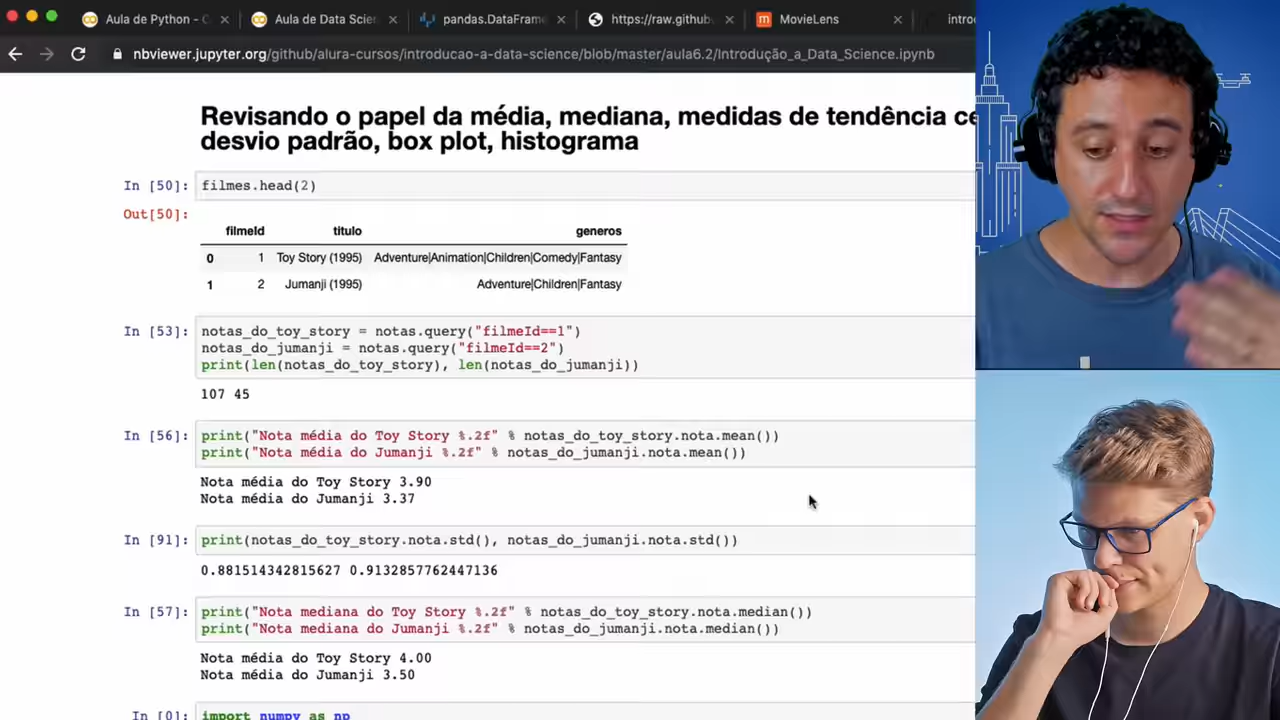 Aula de Python - C
Aula de Data Scien
pandas.DataFrame
https://raw.github
MovieLens
introd
nbviewer.jupyter.org/github/alura-cursos/introducao-a-data-science/blob/master/aula6.2/Introdução_a_Data_Science.ipynb
Revisando o papel da média, mediana, medidas de tendência ce
desvio padrão, box plot, histograma
In [50]: filmes.head(2)
Out[50]:
filmeId titulo generos
0 1 Toy Story (1995) Adventure|Animation|Children|Comedy|Fantasy
1 2 Jumanji (1995) Adventure|Children|Fantasy
In [53]: notas_do_toy_story = notas.query("filmeId==1")
notas_do_jumanji = notas.query("filmeId==2")
print(len(notas_do_toy_story), len(notas_do_jumanji))
107 45
In [56]: print("Nota média do Toy Story %.2f" % notas_do_toy_story.nota.mean())
print("Nota média do Jumanji %.2f" % notas_do_jumanji.nota.mean())
Nota média do Toy Story 3.90
Nota média do Jumanji 3.37
In [91]: print(notas_do_toy_story.nota.std(), notas_do_jumanji.nota.std())
0.881514342815627 0.9132857762447136
In [57]: print("Nota mediana do Toy Story %.2f" % notas_do_toy_story.nota.median())
print("Nota mediana do Jumanji %.2f" % notas_do_jumanji.nota.median())
Nota média do Toy Story 4.00
Nota média do Jumanji 3.50
In [0]: import numpy as np